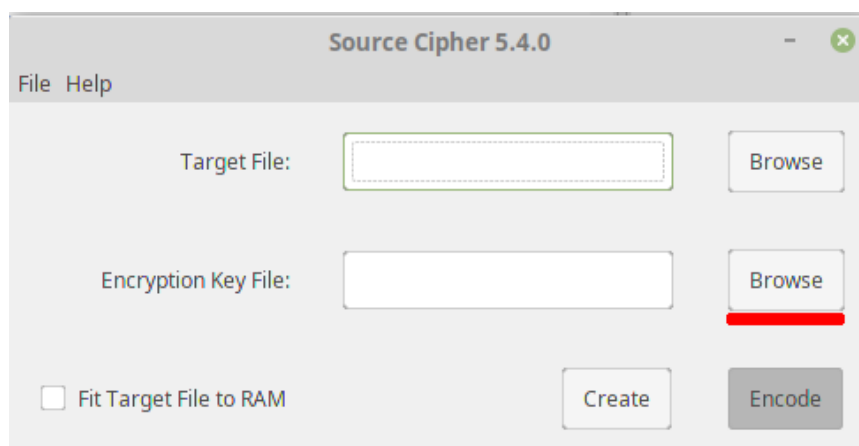 Source Cipher 5.4.0
File Help
Target File: Browse
Encryption Key File: Browse
Fit Target File to RAM Create Encode